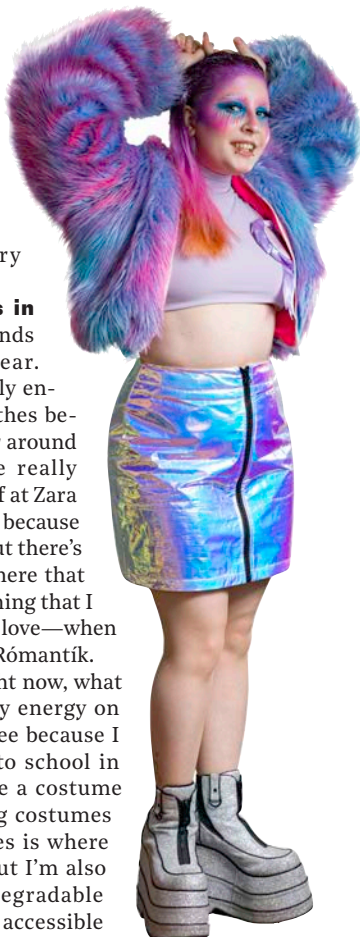 ry
s in
nds
ear.
ly en-
thes be-
r around
e really
f at Zara
because
ut there's
here that
hing that I
love—when
Rómantík.
nt now, what
y energy on
ee because I
to school in
e a costume
g costumes
es is where
ut I'm also
egradable
accessible